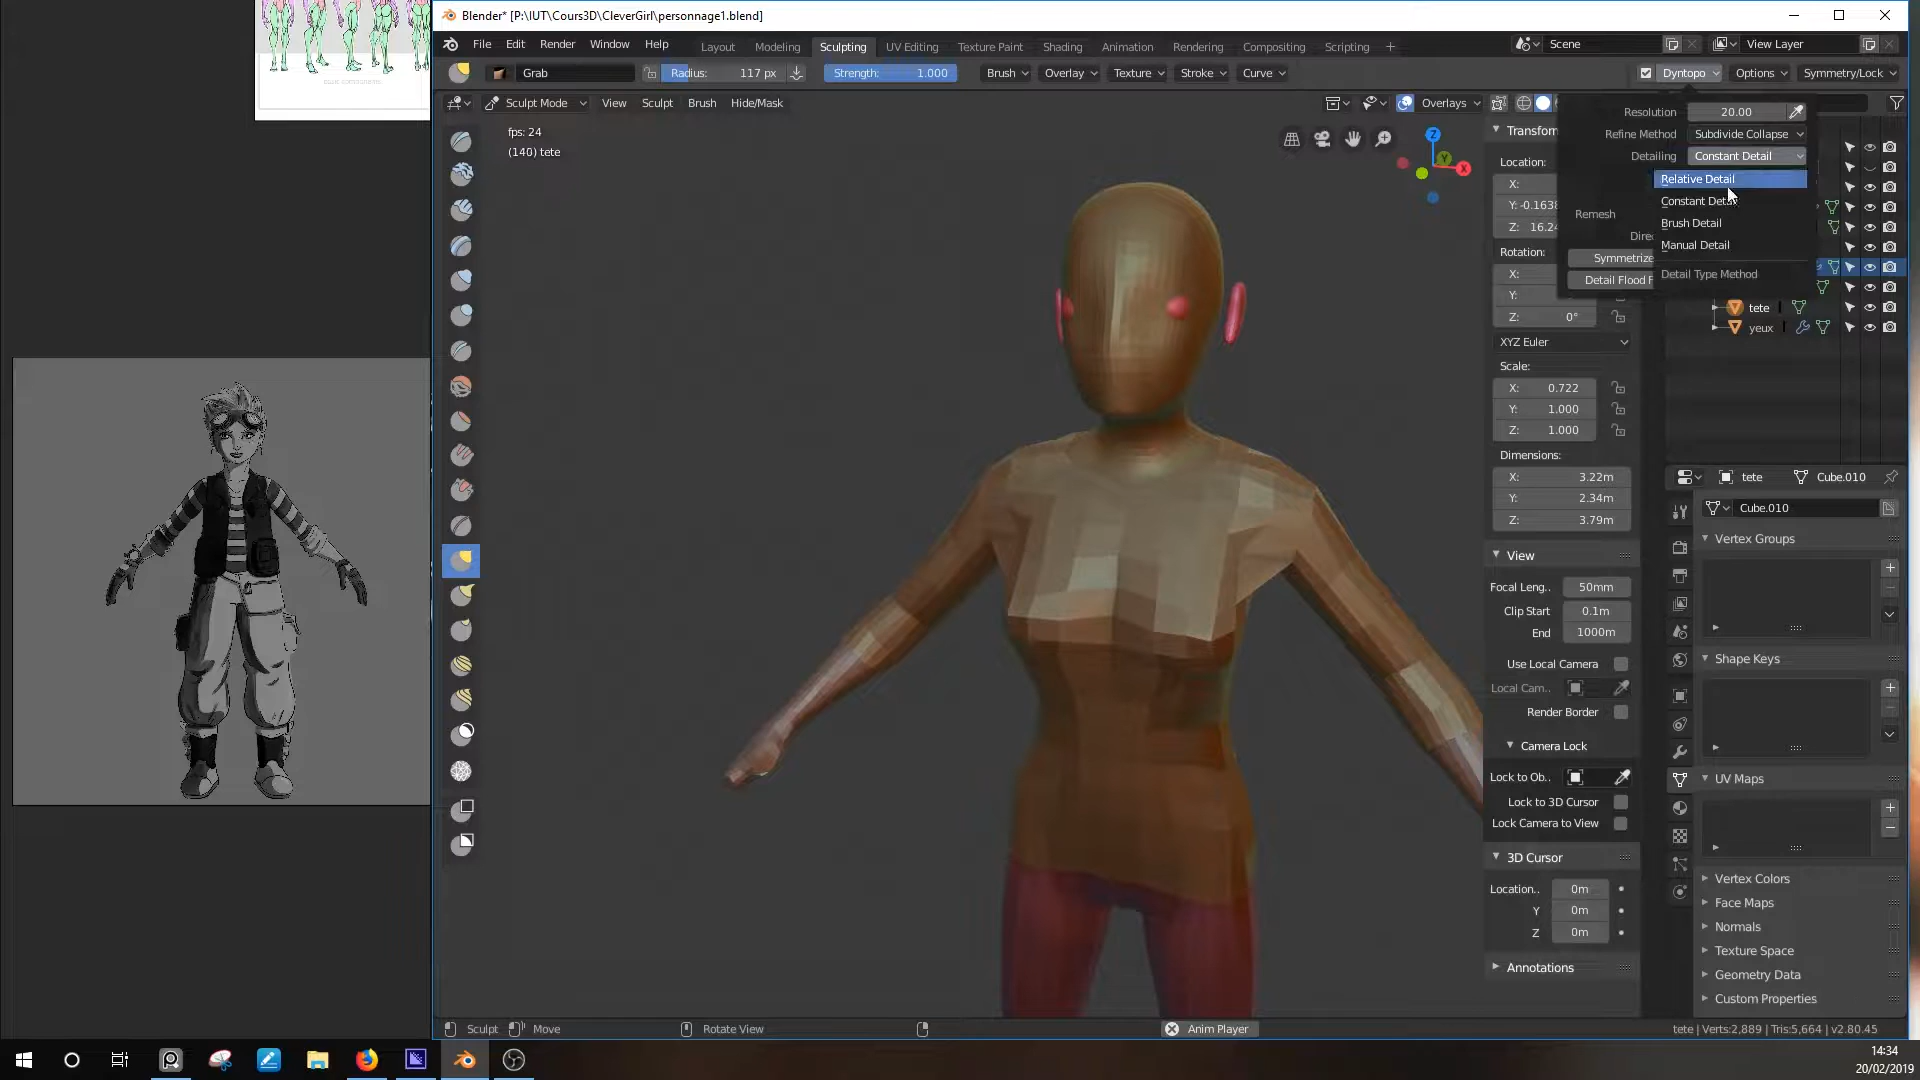 Blender* [P:\IUT\Cours3D\CleverGirl\personnage1.blend]
File Edit Render Window Help Layout Modeling Sculpting UV Editing Texture Paint Shading Animation Rendering Compositing Scripting + Scene View Layer
Grab Radius: 117 px Strength: 1.000 Brush Overlay Texture Stroke Curve Dyntopo Options Symmetry/Lock
Sculpt Mode View Sculpt Brush Hide/Mask Overlays
fps: 24
(140) tete
Z
Y
X
Resolution 20.00
Refine Method Subdivide Collapse
Detailing Constant Detail
Relative Detail
Constant Deta
Brush Detail
Manual Detail
Detail Type Method
Remesh
Direc
Symmetrize
Detail Flood F
tete
yeux
Transform
Location:
X:
Y: -0.1638
Z: 16.24
Rotation:
X:
Y:
Z: 0°
XYZ Euler
Scale:
X: 0.722
Y: 1.000
Z: 1.000
Dimensions:
X: 3.22m
Y: 2.34m
Z: 3.79m
View
Focal Leng.. 50mm
Clip Start 0.1m
End 1000m
Use Local Camera
Local Cam..
Render Border
Camera Lock
Lock to Ob..
Lock to 3D Cursor
Lock Camera to View
3D Cursor
Location.. 0m
Y 0m
Z 0m
Annotations
tete Cube.010
Cube.010
Vertex Groups
Shape Keys
UV Maps
Vertex Colors
Face Maps
Normals
Texture Space
Geometry Data
Custom Properties
Sculpt Move Rotate View Anim Player tete | Verts:2,889 | Tris:5,664 | v2.80.45
14:34
20/02/2019